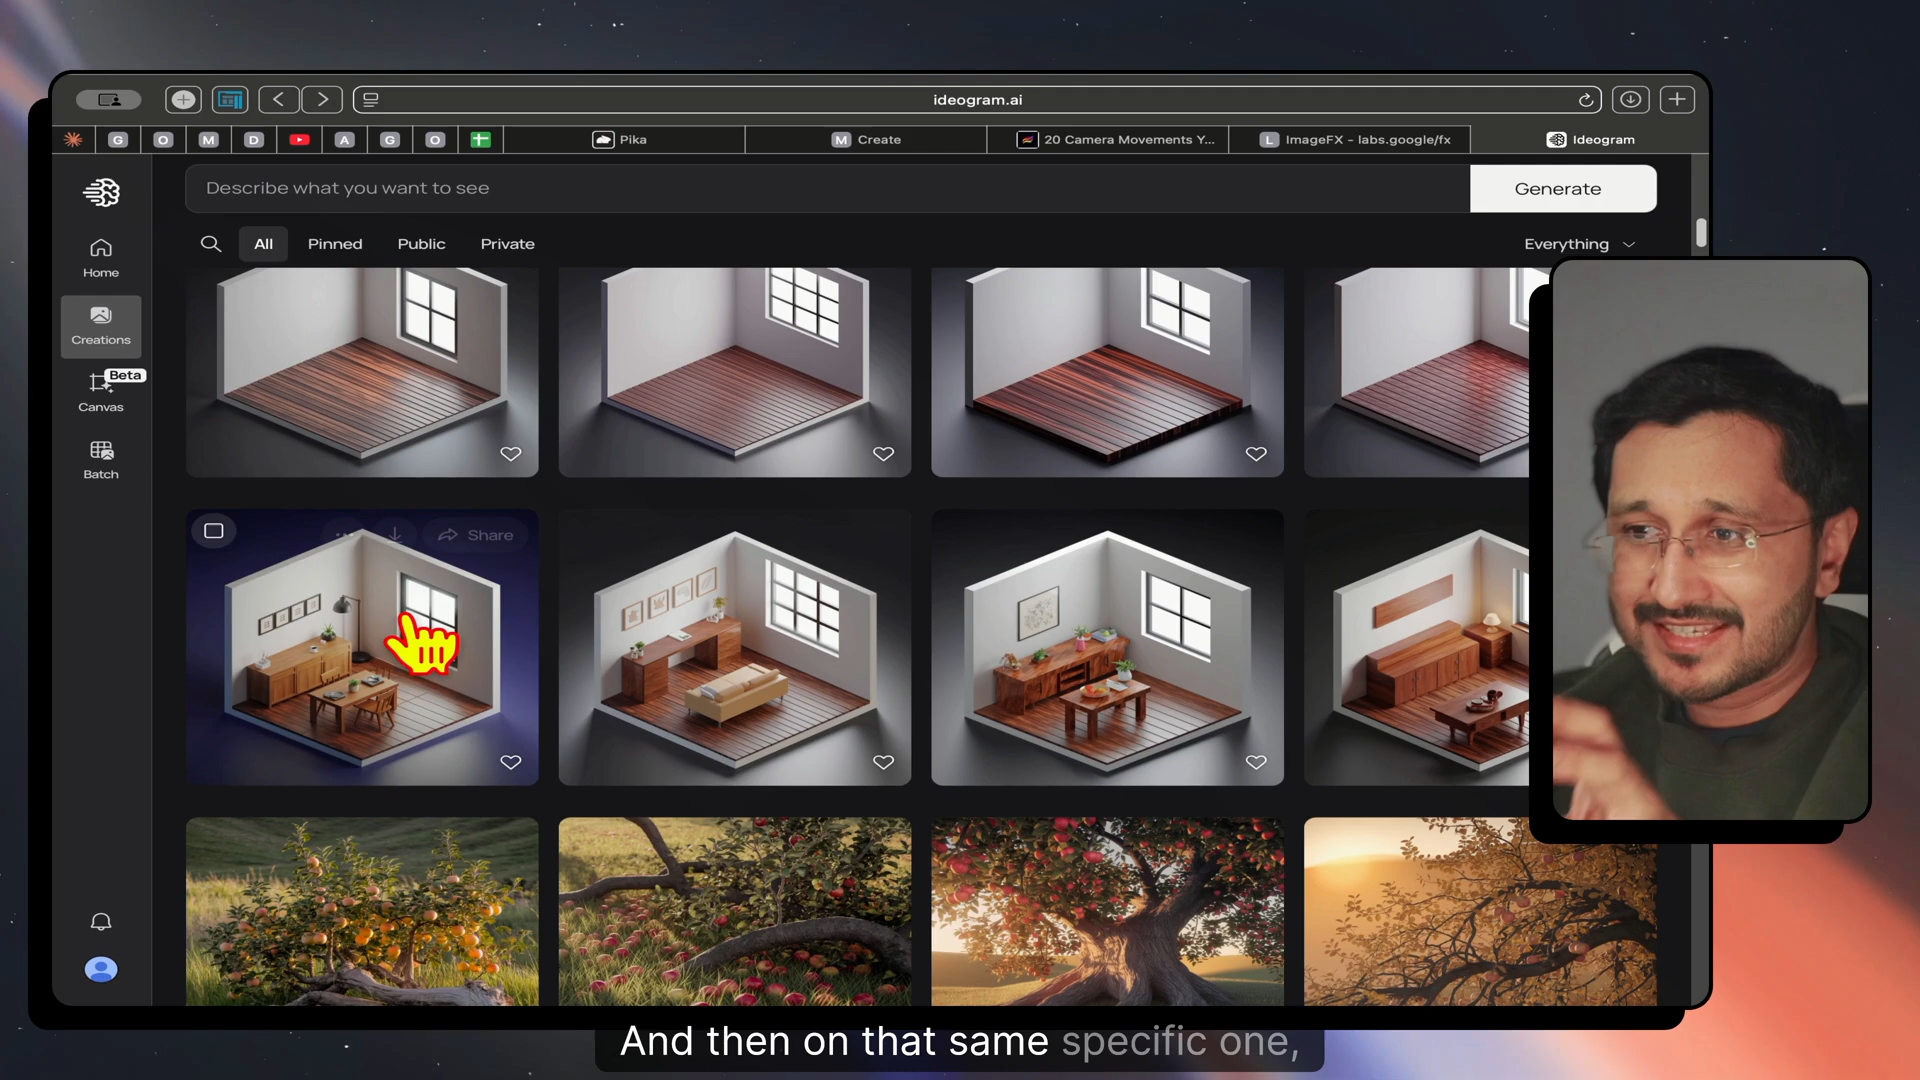 ideogram.ai
G
O
M
D
A
G
O
Pika
M Create
20 Camera Movements Y...
L ImageFX - labs.google/fx
Ideogram
Describe what you want to see
Generate
All
Pinned
Public
Private
Everything
Home
Creations
Beta
Canvas
Batch
Share
And then on that same specific one,